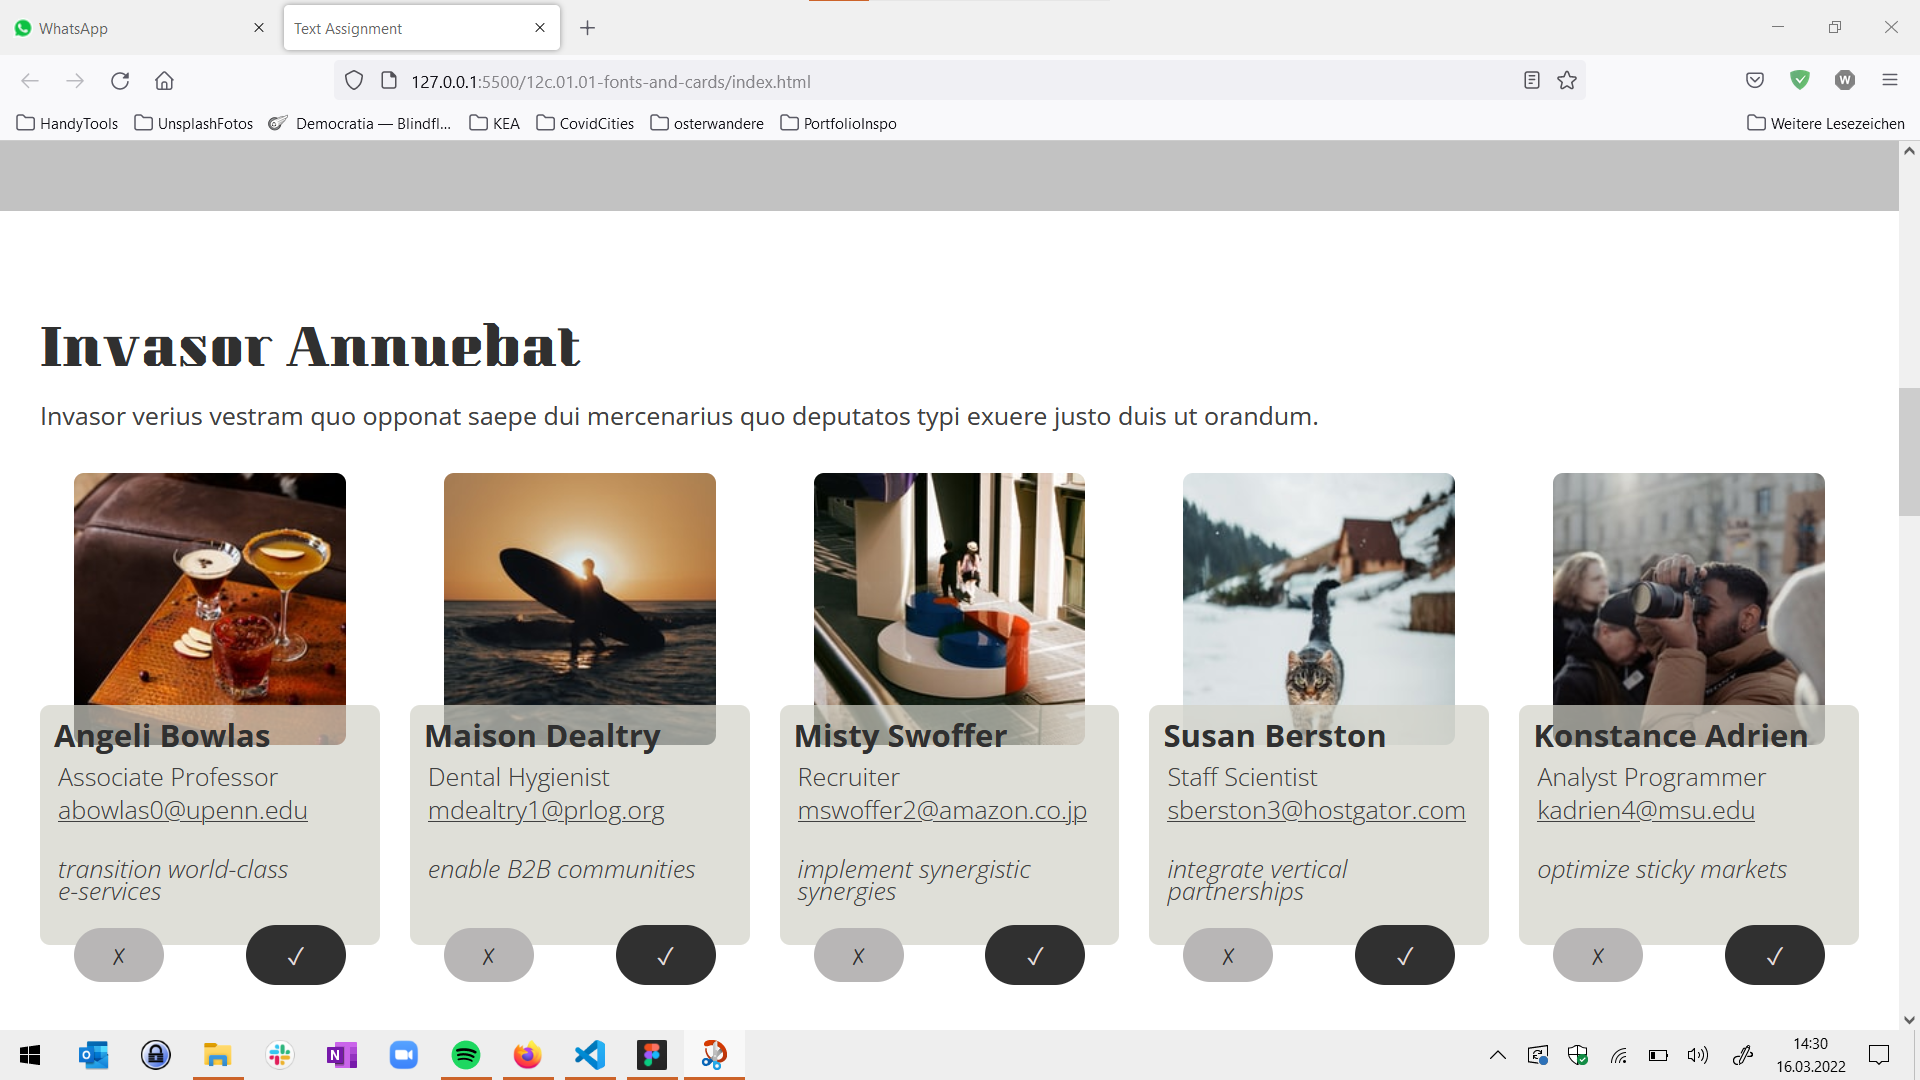 WhatsApp
Text Assignment
127.0.0.1:5500/12c.01.01-fonts-and-cards/index.html
HandyTools
UnsplashFotos
Democratia — Blindfl...
KEA
CovidCities
osterwandere
PortfolioInspo
Weitere Lesezeichen
Invasor Annuebat
Invasor verius vestram quo opponat saepe dui mercenarius quo deputatos typi exuere justo duis ut orandum.
Angeli Bowlas
Associate Professor
abowlas0@upenn.edu
transition world-class
e-services
✗ ✓
Maison Dealtry
Dental Hygienist
mdealtry1@prlog.org
enable B2B communities
✗ ✓
Misty Swoffer
Recruiter
mswoffer2@amazon.co.jp
implement synergistic
synergies
✗ ✓
Susan Berston
Staff Scientist
sberston3@hostgator.com
integrate vertical
partnerships
✗ ✓
Konstance Adrien
Analyst Programmer
kadrien4@msu.edu
optimize sticky markets
✗ ✓
14:30
16.03.2022